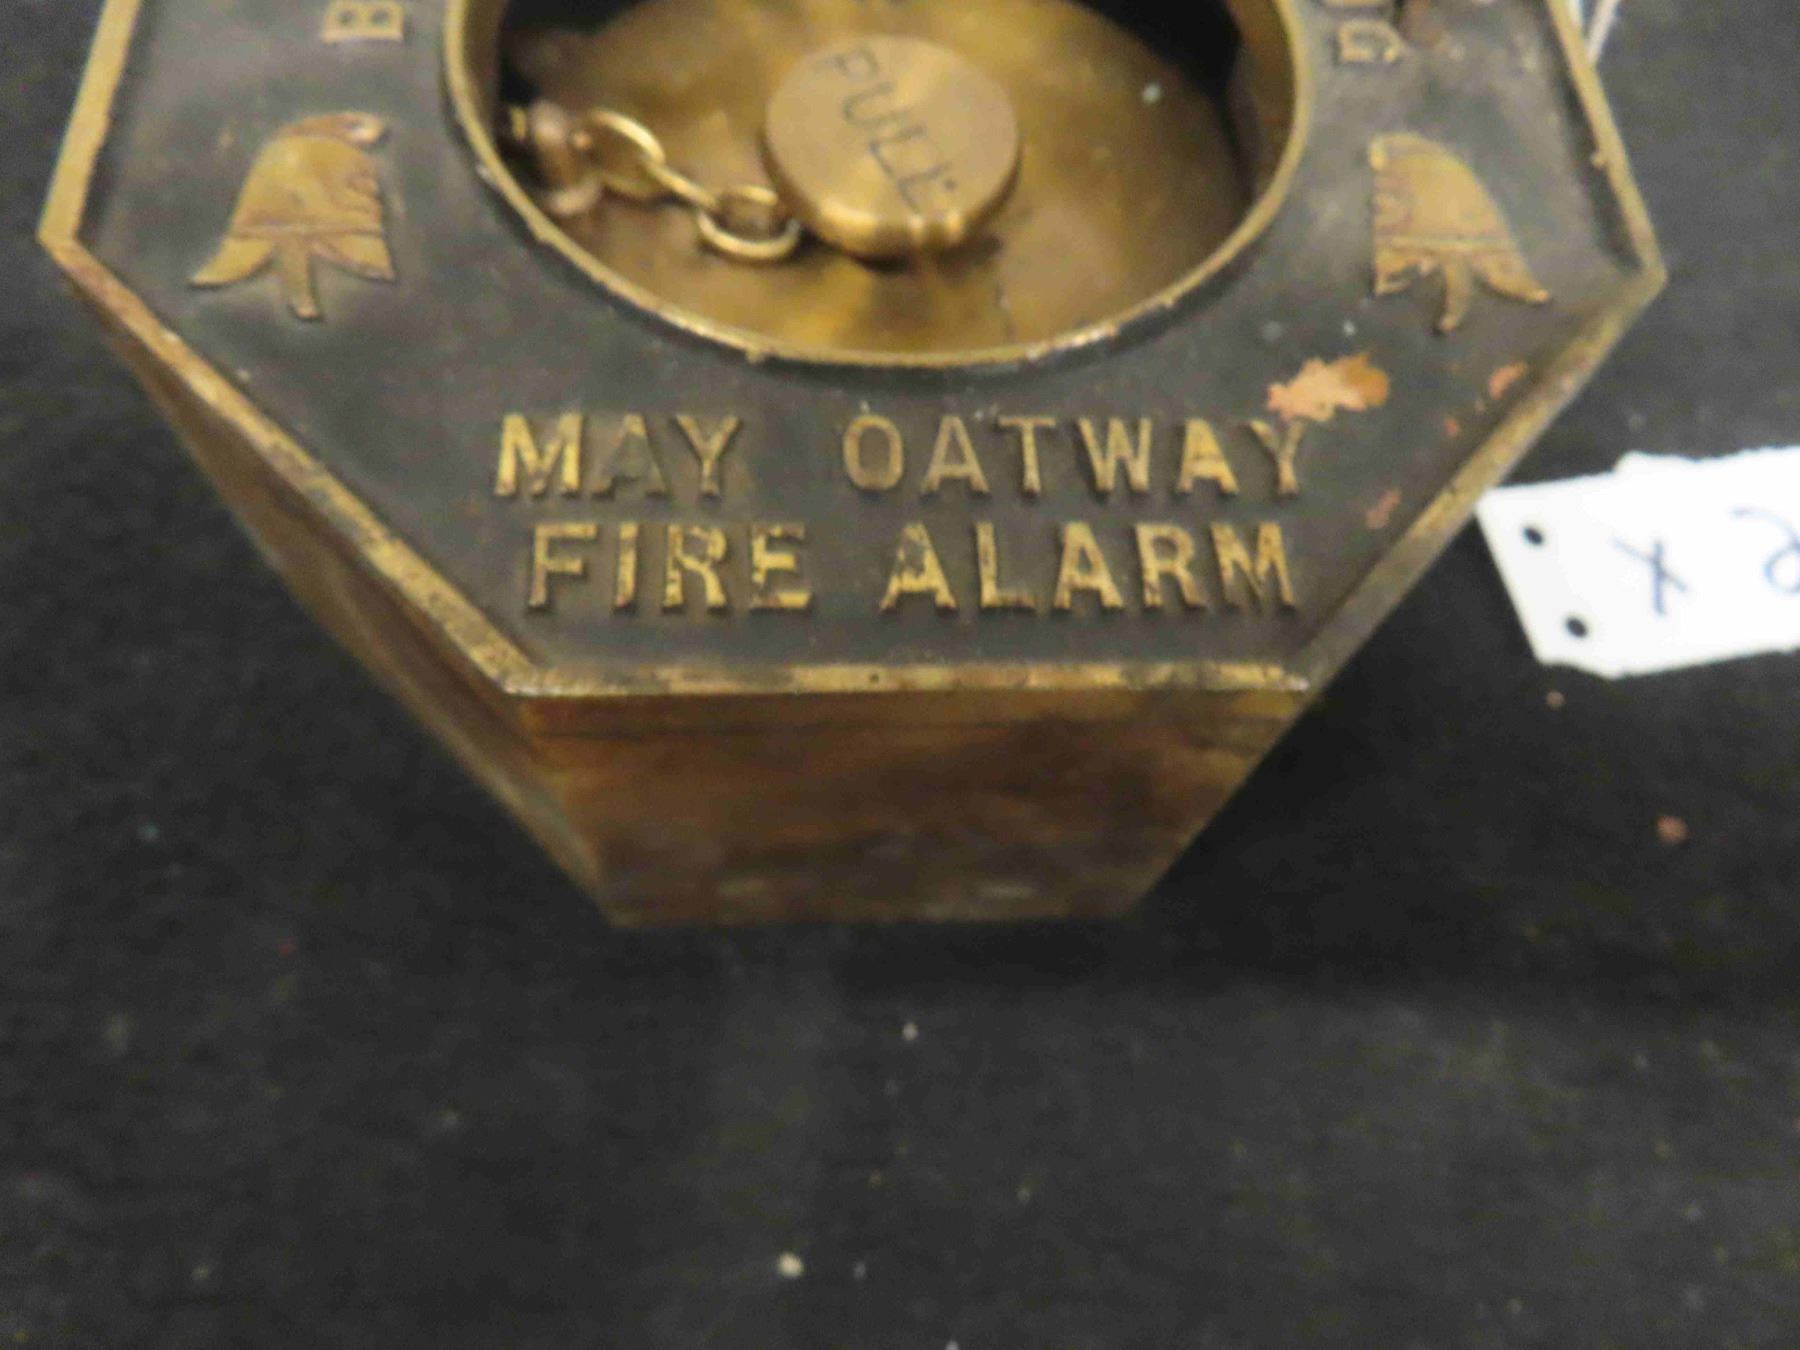 PULL
MAY OATWAY
FIRE ALARM
X